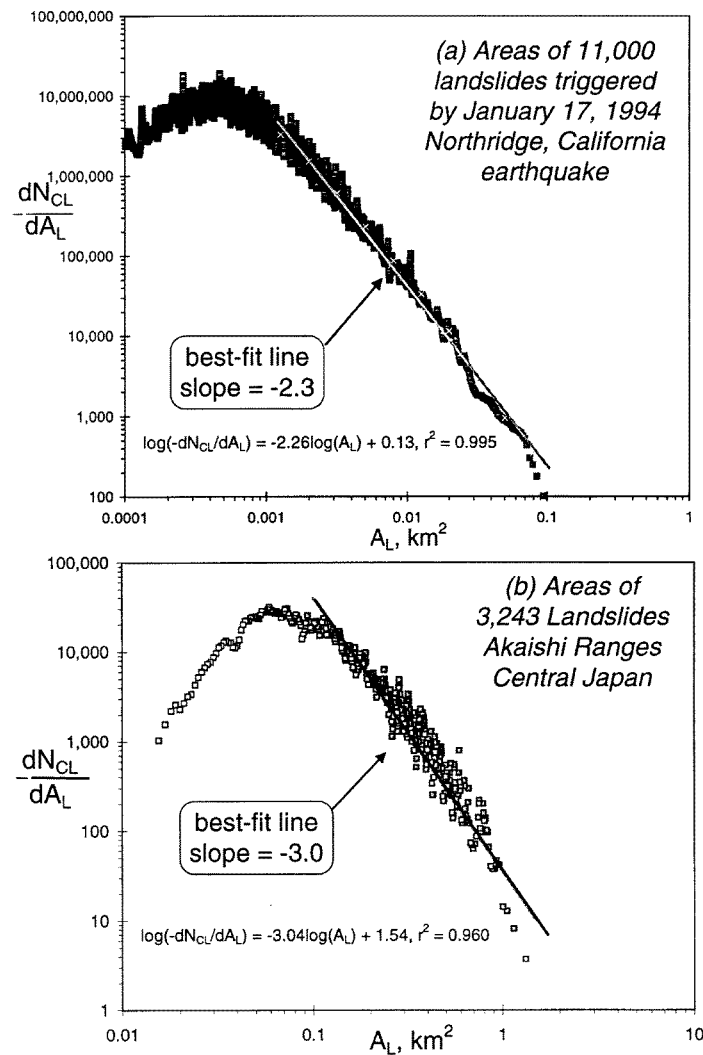 100,000,000
10,000,000
1,000,000
100,000
10,000
1,000
100
-dN_CL
dA_L
(a) Areas of 11,000
landslides triggered
by January 17, 1994
Northridge, California
earthquake
best-fit line
slope = -2.3
log(-dN_CL/dA_L) = -2.26log(A_L) + 0.13, r² = 0.995
0.0001 0.001 0.01 0.1 1
A_L, km²
100,000
10,000
1,000
100
10
1
-dN_CL
dA_L
(b) Areas of
3,243 Landslides
Akaishi Ranges
Central Japan
best-fit line
slope = -3.0
log(-dN_CL/dA_L) = -3.04log(A_L) + 1.54, r² = 0.960
0.01 0.1 1 10
A_L, km²